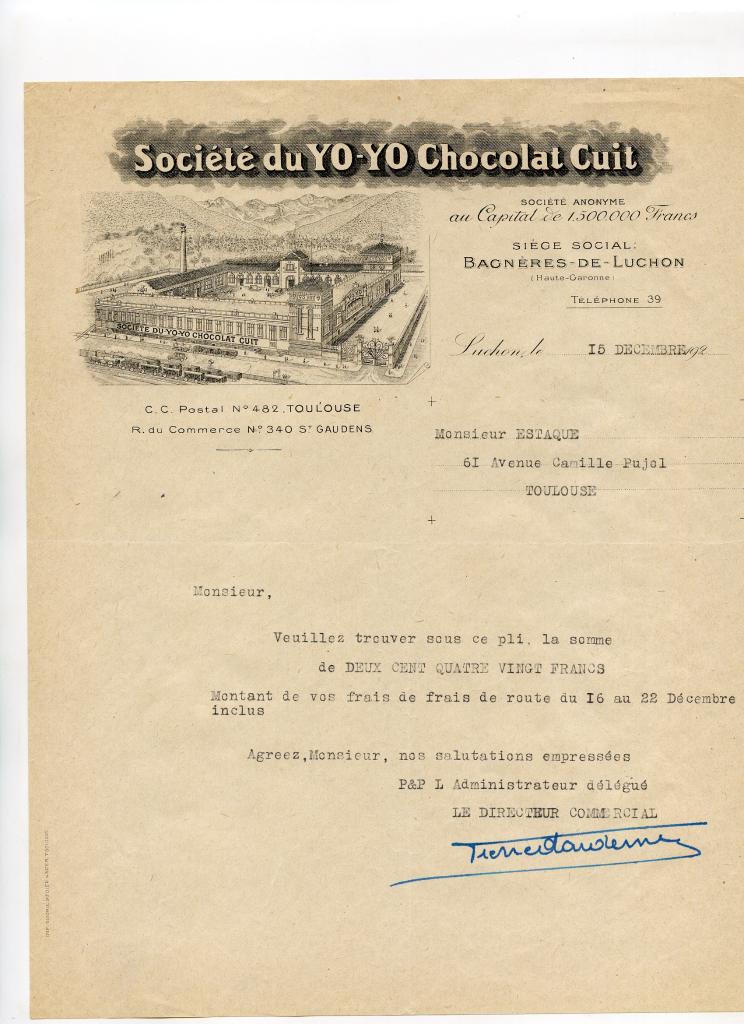 Société du YO-YO Chocolat Cuit
SOCIÉTÉ ANONYME
au Capital de 1.500.000 Francs
SIÈGE SOCIAL:
BAGNÈRES-DE-LUCHON
(Haute-Garonne)
TÉLÉPHONE 39
SOCIÉTÉ DU YO-YO CHOCOLAT CUIT
Luchon, le 15 DECEMBRE 192
C.C. Postal N° 482, TOULOUSE
R. du Commerce N° 340 St GAUDENS
Monsieur ESTAQUE
6I Avenue Camille Pujol
TOULOUSE
Monsieur,
Veuillez trouver sous ce pli, la somme
de DEUX CENT QUATRE VINGT FRANCS
Montant de vos frais de frais de route du I6 au 22 Décembre
inclus
Agreez,Monsieur, nos salutations empressées
P&P L Administrateur délégué
LE DIRECTEUR COMMERCIAL